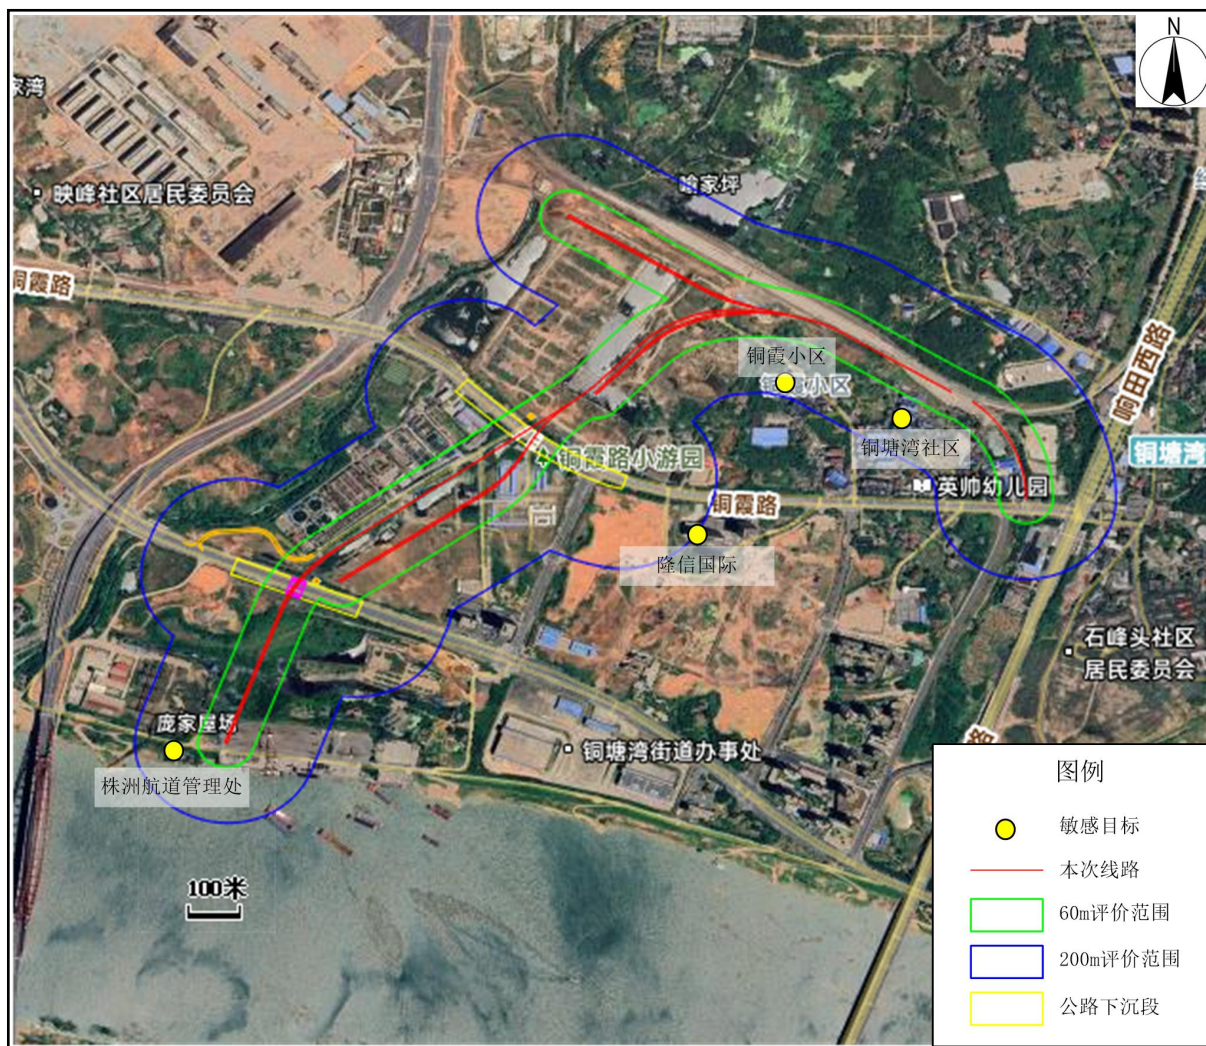 N
家湾
映峰社区居民委员会
喻家坪
铜霞路
响田西路
铜霞小区
铜霞小区
铜塘湾社区
铜塘湾
铜霞路小游园
英帅幼儿园
铜霞路
隆信国际
石峰头社区
居民委员会
庞家屋场
铜塘湾街道办事处
路
株洲航道管理处
100米
图例
敏感目标
本次线路
60m评价范围
200m评价范围
公路下沉段